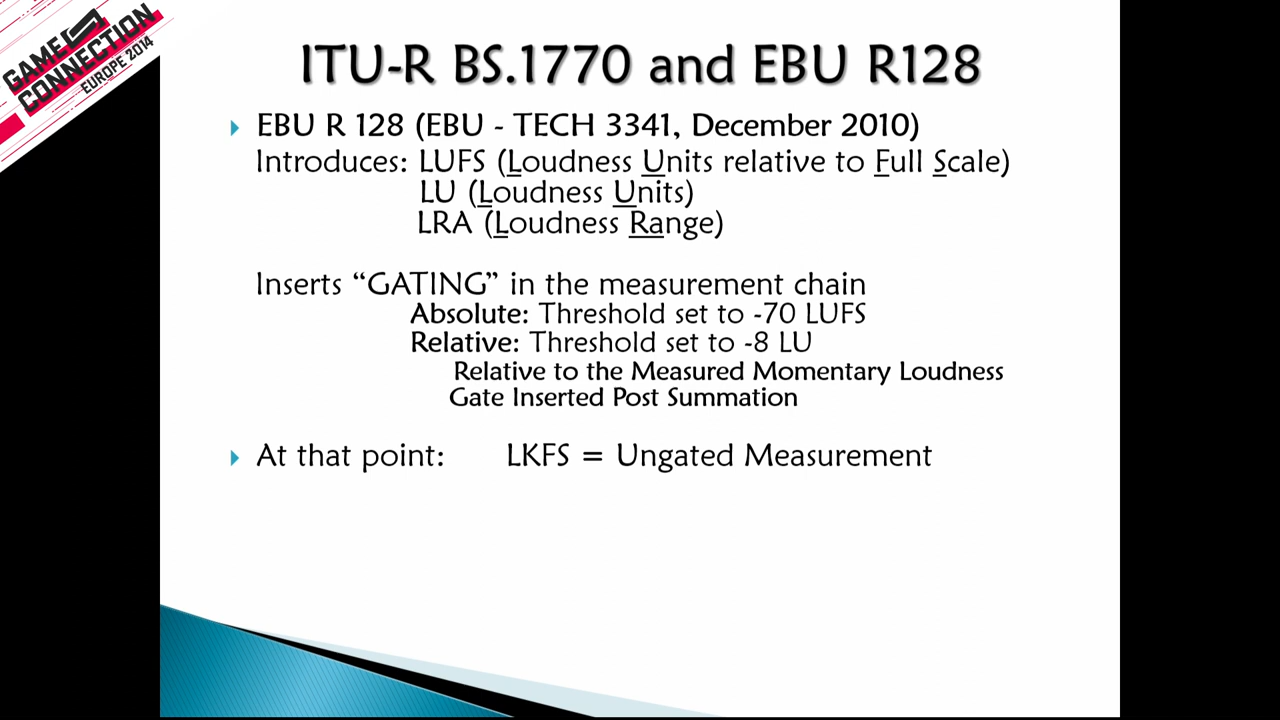 GAME
CONNECTION
EUROPE 2014
ITU-R BS.1770 and EBU R128
EBU R 128 (EBU - TECH 3341, December 2010)
Introduces: LUFS (Loudness Units relative to Full Scale)
LU (Loudness Units)
LRA (Loudness Range)
Inserts “GATING” in the measurement chain
Absolute: Threshold set to -70 LUFS
Relative: Threshold set to -8 LU
Relative to the Measured Momentary Loudness
Gate Inserted Post Summation
At that point: LKFS = Ungated Measurement